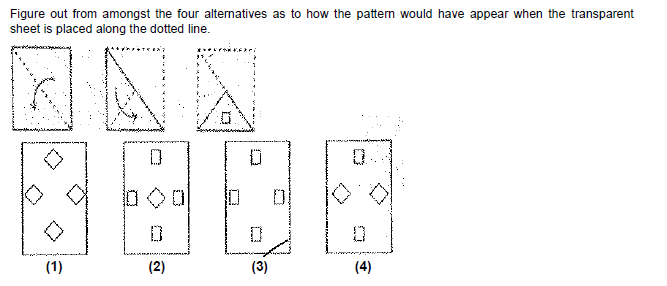 Figure out from amongst the four alternatives as to how the pattern would have appear when the transparent
sheet is placed along the dotted line.
(1) (2) (3) (4)